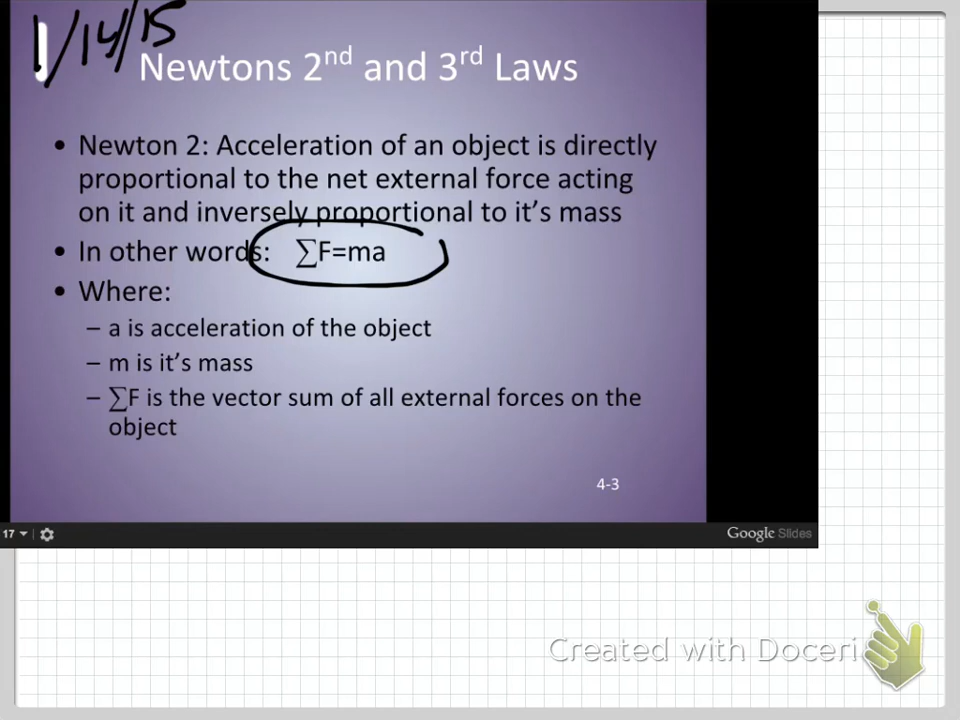 1/14/15
Newtons 2nd and 3rd Laws
• Newton 2: Acceleration of an object is directly
proportional to the net external force acting
on it and inversely proportional to it's mass
• In other words: ∑F=ma
• Where:
– a is acceleration of the object
– m is it's mass
– ∑F is the vector sum of all external forces on the
object
4-3
17
Google Slides
Created with Doceri